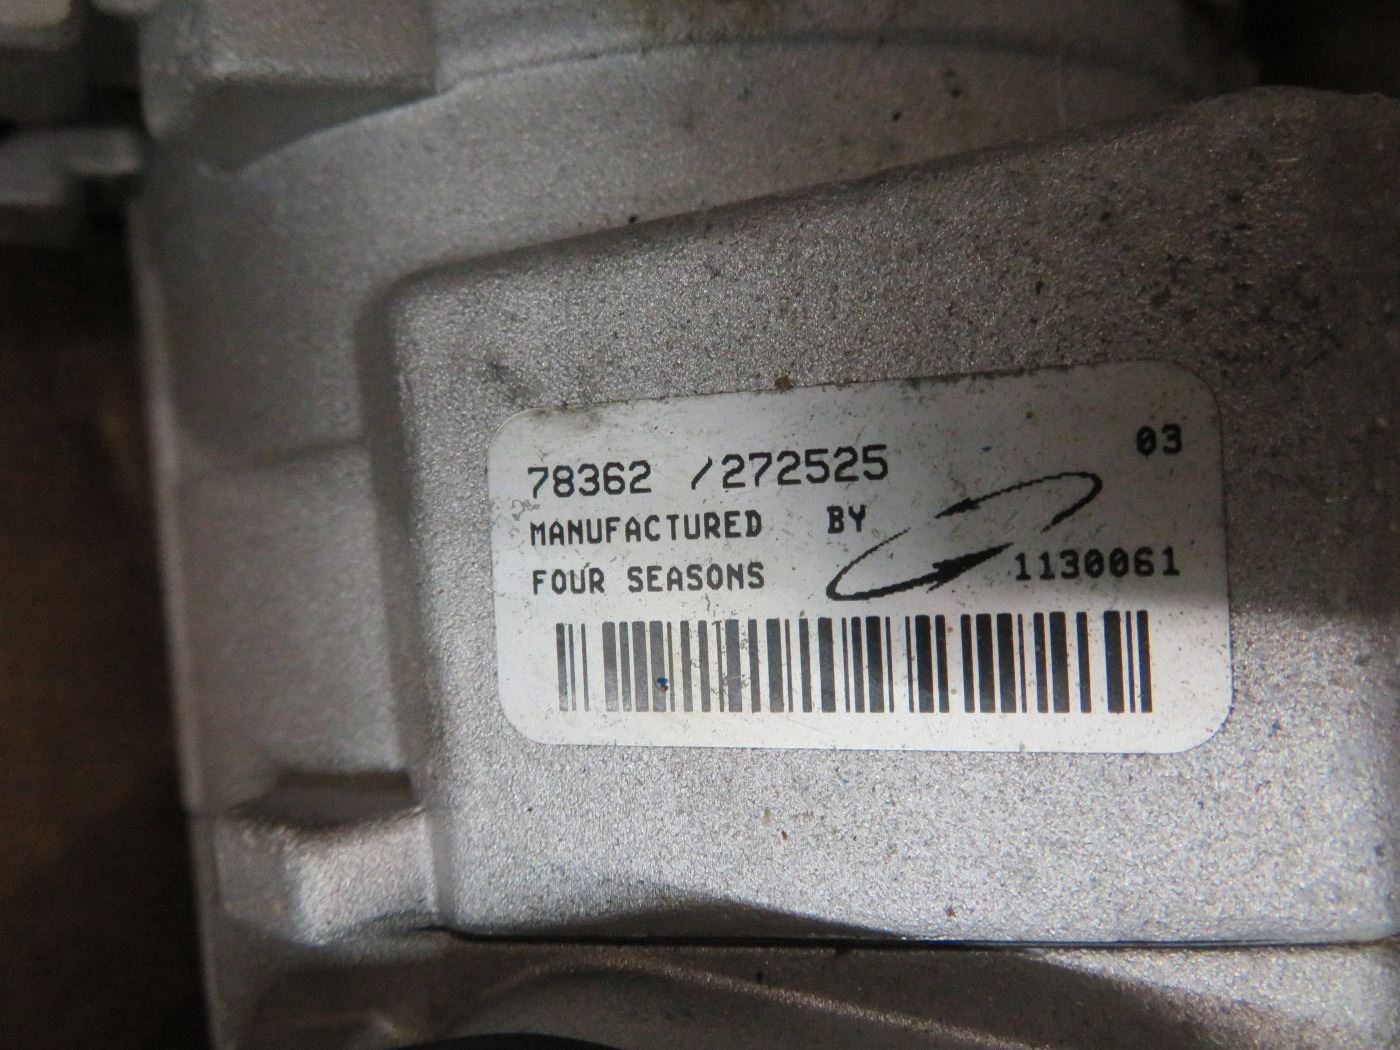 03
78362 /272525
MANUFACTURED BY
FOUR SEASONS 1130061